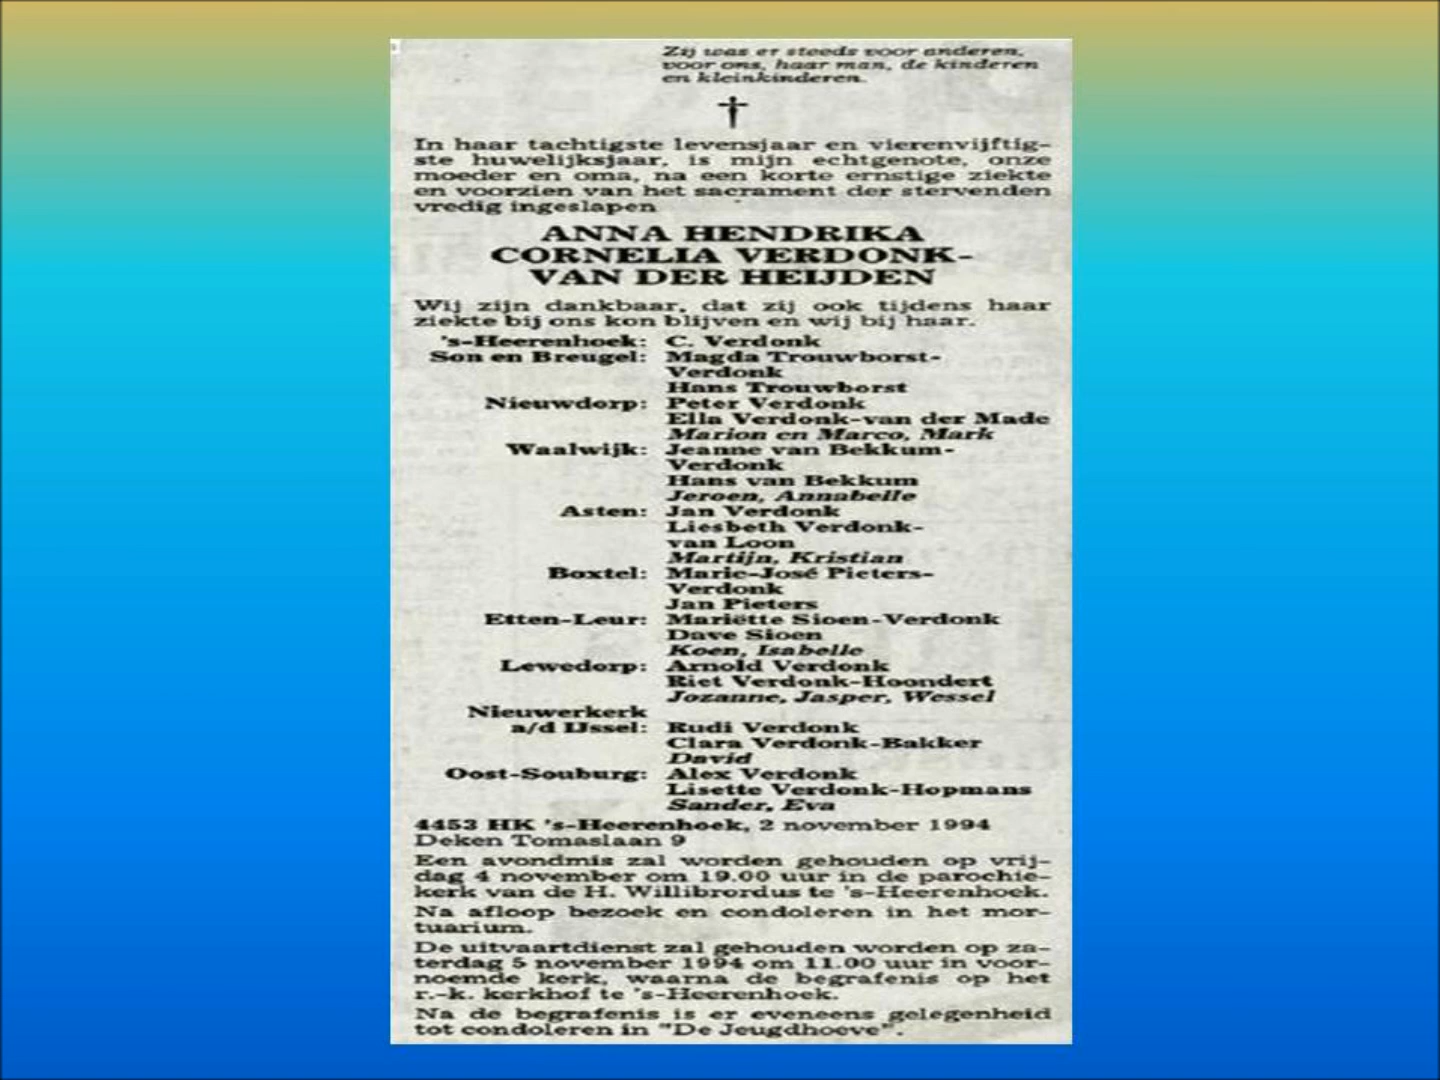 Zij was er steeds voor anderen,
voor ons, haar man, de kinderen
en kleinkinderen.
In haar tachtigste levensjaar en vierenvijftig-
ste huwelijksjaar, is mijn echtgenote, onze
moeder en oma, na een korte ernstige ziekte
en voorzien van het sacrament der stervenden
vredig ingeslapen
ANNA HENDRIKA
CORNELIA VERDONK-
VAN DER HEIJDEN
Wij zijn dankbaar, dat zij ook tijdens haar
ziekte bij ons kon blijven en wij bij haar.
's-Heerenhoek: C. Verdonk
Son en Breugel: Magda Trouwborst-
Verdonk
Hans Trouwborst
Nieuwdorp: Peter Verdonk
Ella Verdonk-van der Made
Marion en Marco, Mark
Waalwijk: Jeanne van Bekkum-
Verdonk
Hans van Bekkum
Jeroen, Annabelle
Asten: Jan Verdonk
Liesbeth Verdonk-
van Loon
Martijn, Kristian
Boxtel: Marie-José Pieters-
Verdonk
Jan Pieters
Etten-Leur: Mariëtte Sioen-Verdonk
Dave Sioen
Koen, Isabelle
Lewedorp: Arnold Verdonk
Riet Verdonk-Hoondert
Jozanne, Jasper, Wessel
Nieuwerkerk
a/d IJssel: Rudi Verdonk
Clara Verdonk-Bakker
David
Oost-Souburg: Alex Verdonk
Lisette Verdonk-Hopmans
Sander, Eva
4453 HK 's-Heerenhoek, 2 november 1994
Deken Tomaslaan 9
Een avondmis zal worden gehouden op vrij-
dag 4 november om 19.00 uur in de parochie-
kerk van de H. Willibrordus te 's-Heerenhoek.
Na afloop bezoek en condoleren in het mor-
tuarium.
De uitvaartdienst zal gehouden worden op za-
terdag 5 november 1994 om 11.00 uur in voor-
noemde kerk, waarna de begrafenis op het
r.-k. kerkhof te 's-Heerenhoek.
Na de begrafenis is er eveneens gelegenheid
tot condoleren in "De Jeugdhoeve".